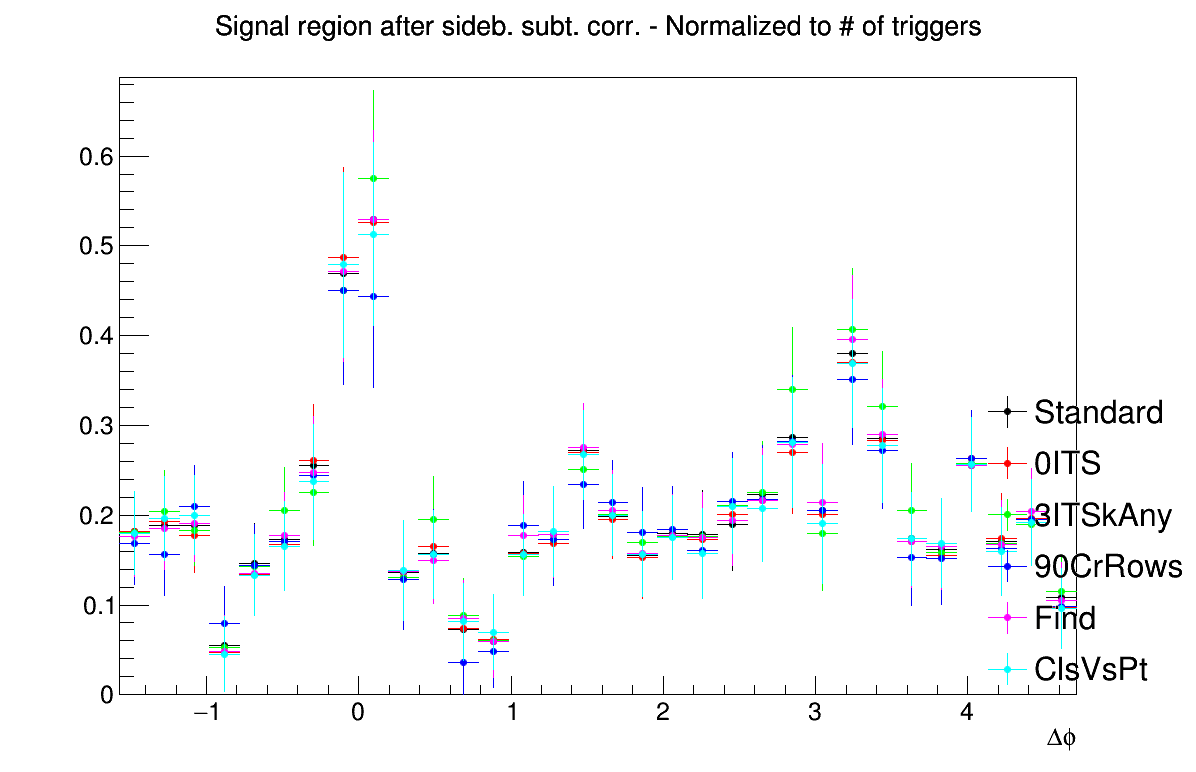 Signal region after sideb. subt. corr. - Normalized to # of triggers
0.6
0.5
0.4
0.3
0.2
0.1
0
Standard
0ITS
3ITSkAny
90CrRows
Find
ClsVsPt
−1 0 1 2 3 4
Δϕ